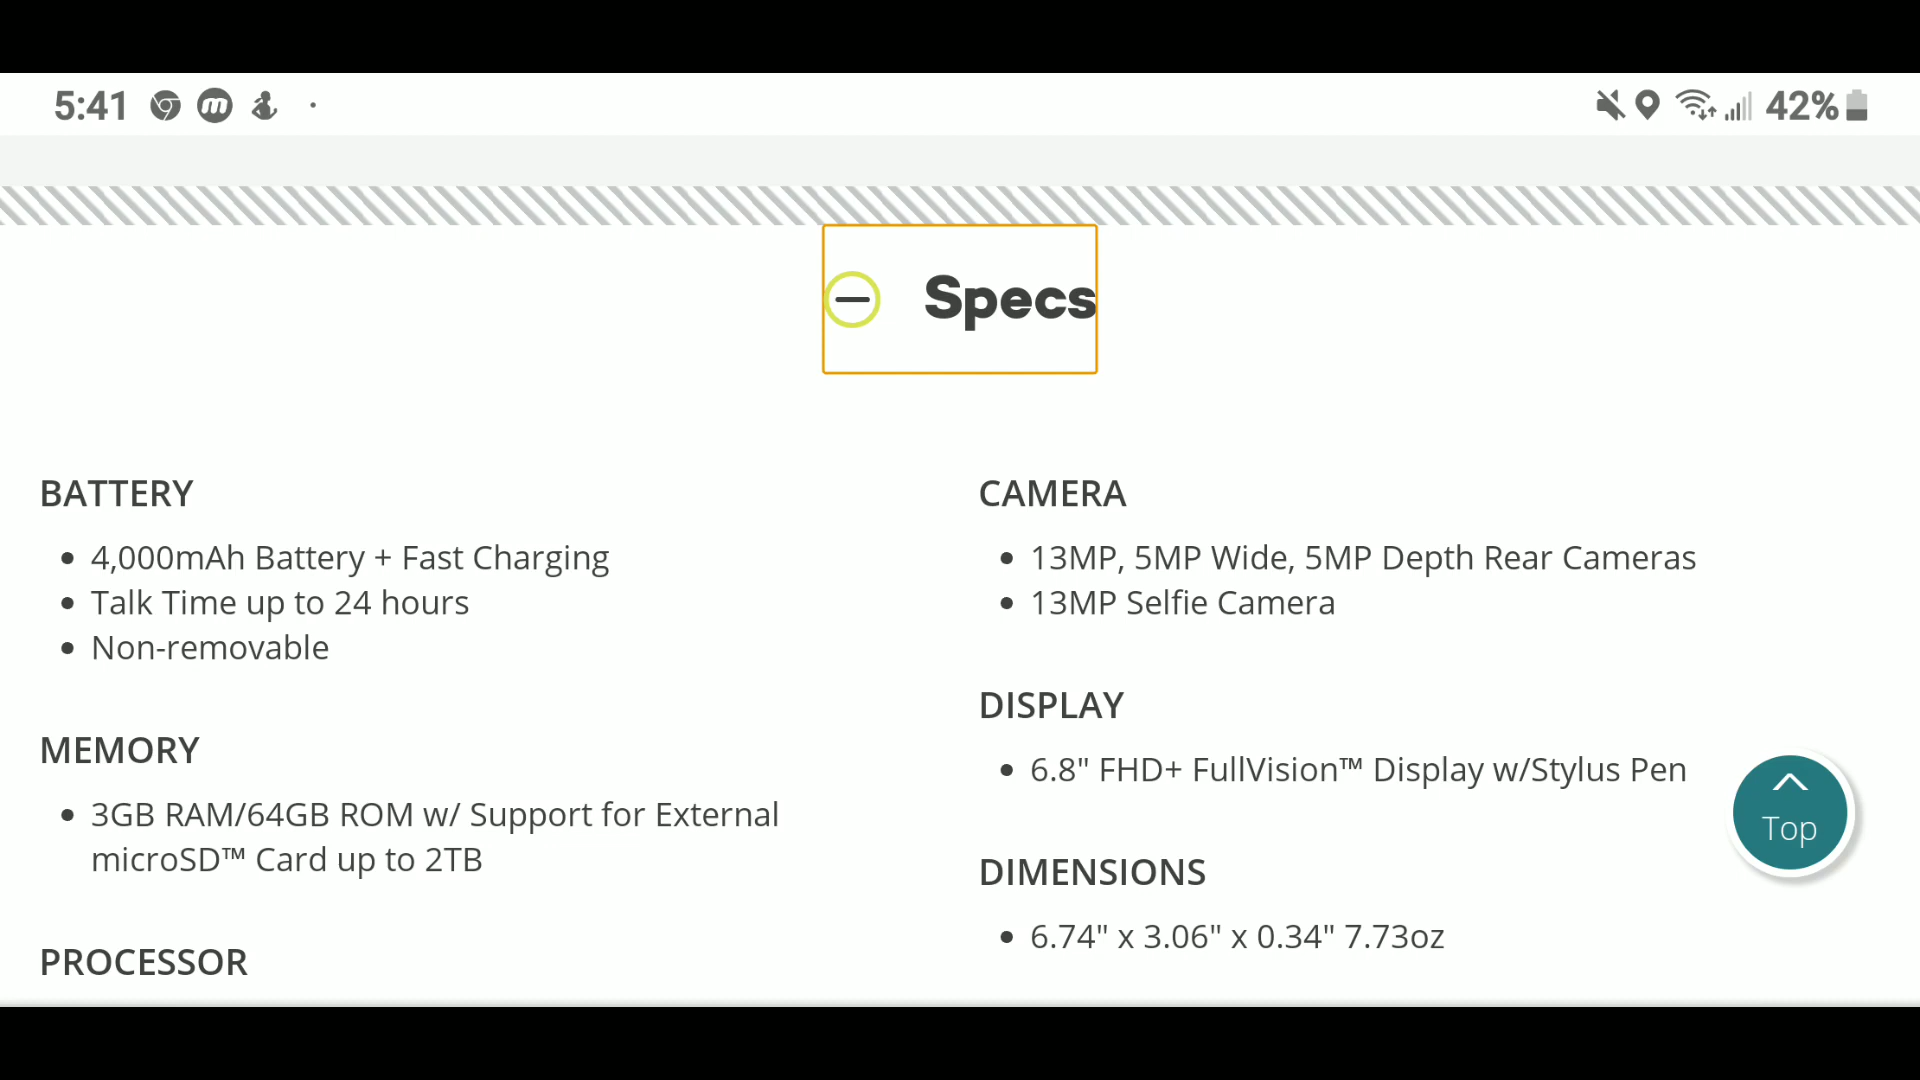 5:41
42%
Specs
BATTERY
• 4,000mAh Battery + Fast Charging
• Talk Time up to 24 hours
• Non-removable
MEMORY
• 3GB RAM/64GB ROM w/ Support for External
microSD™ Card up to 2TB
PROCESSOR
CAMERA
• 13MP, 5MP Wide, 5MP Depth Rear Cameras
• 13MP Selfie Camera
DISPLAY
• 6.8" FHD+ FullVision™ Display w/Stylus Pen
DIMENSIONS
• 6.74" x 3.06" x 0.34" 7.73oz
Top